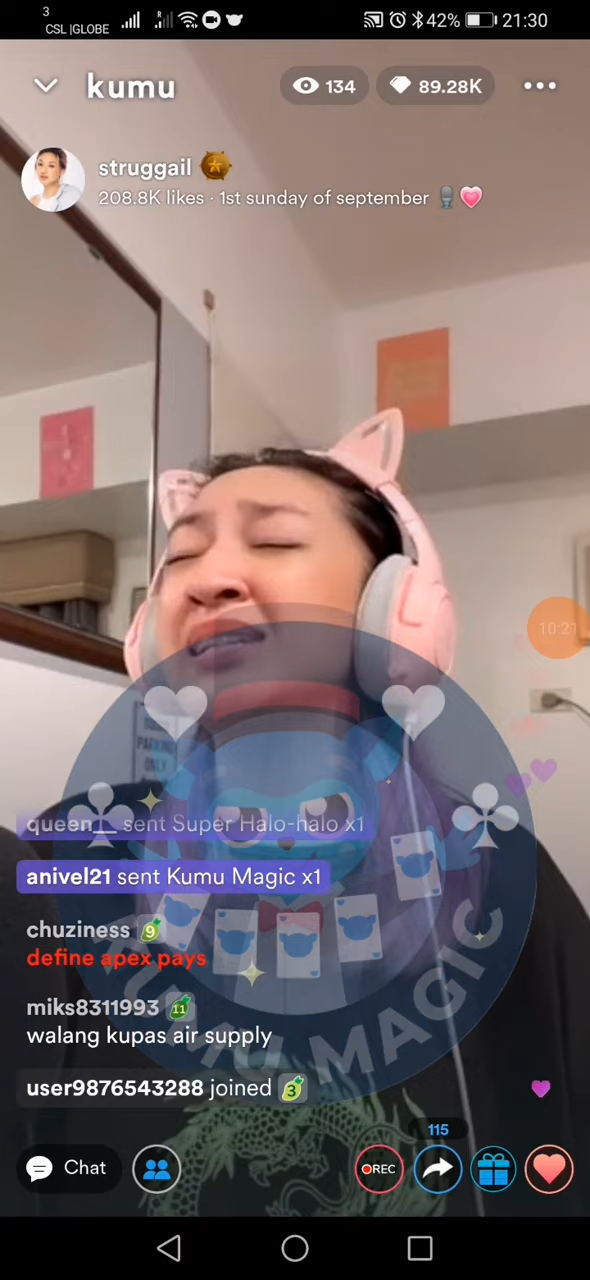 3
CSL |GLOBE
R
42% 21:30
kumu
134
89.28K
struggail
208.8K likes · 1st sunday of september
10:21
PARKING
ONLY
queen__ sent Super Halo-halo x1
anivel21 sent Kumu Magic x1
chuziness 9
define apex pays
miks8311993 11
walang kupas air supply
KUMU MAGIC
user9876543288 joined 3
115
Chat
REC